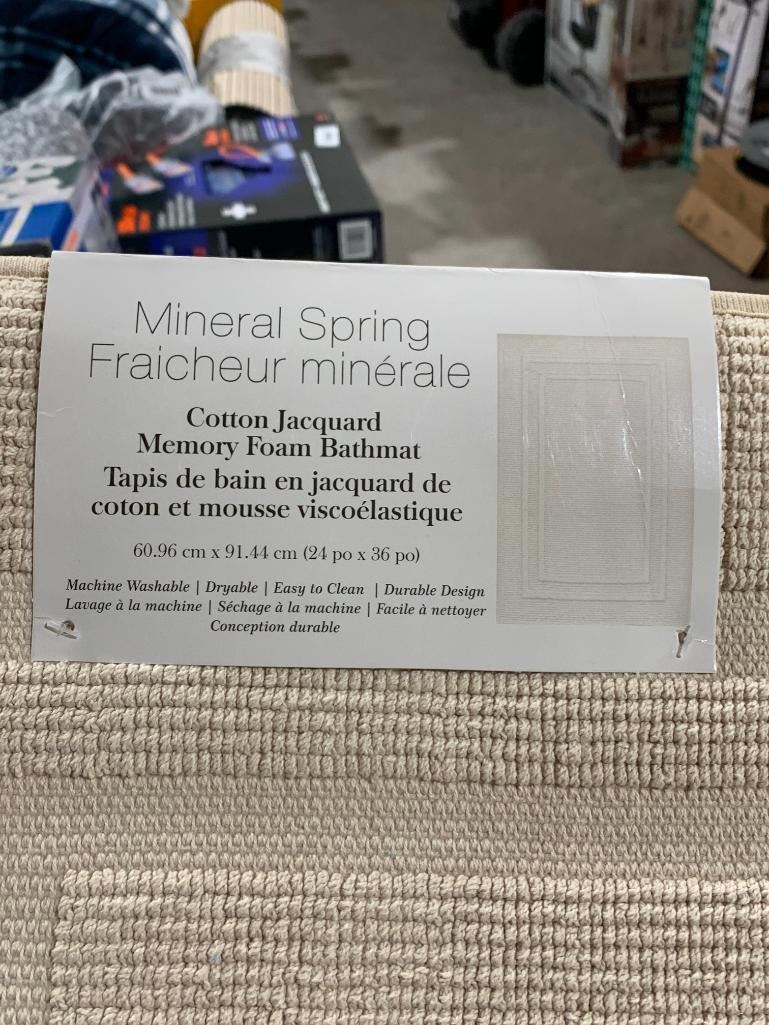 Mineral Spring
Fraicheur minérale
Cotton Jacquard
Memory Foam Bathmat
Tapis de bain en jacquard de
coton et mousse viscoélastique
60.96 cm x 91.44 cm (24 po x 36 po)
Machine Washable | Dryable | Easy to Clean | Durable Design
Lavage à la machine | Séchage à la machine | Facile à nettoyer
Conception durable